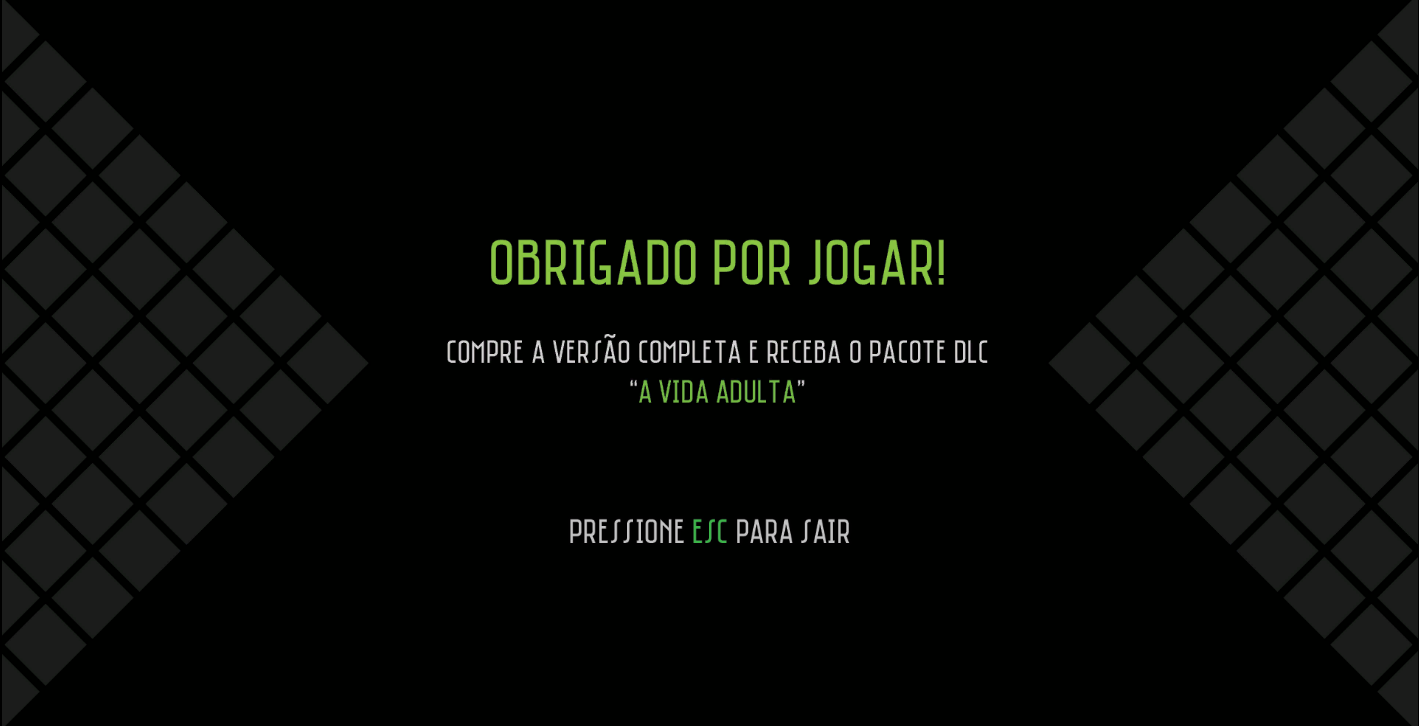 OBRIGADO POR JOGAR!
COMPRE A VERSÃO COMPLETA E RECEBA O PACOTE DLC
“A VIDA ADULTA”
PRESSIONE ESC PARA SAIR